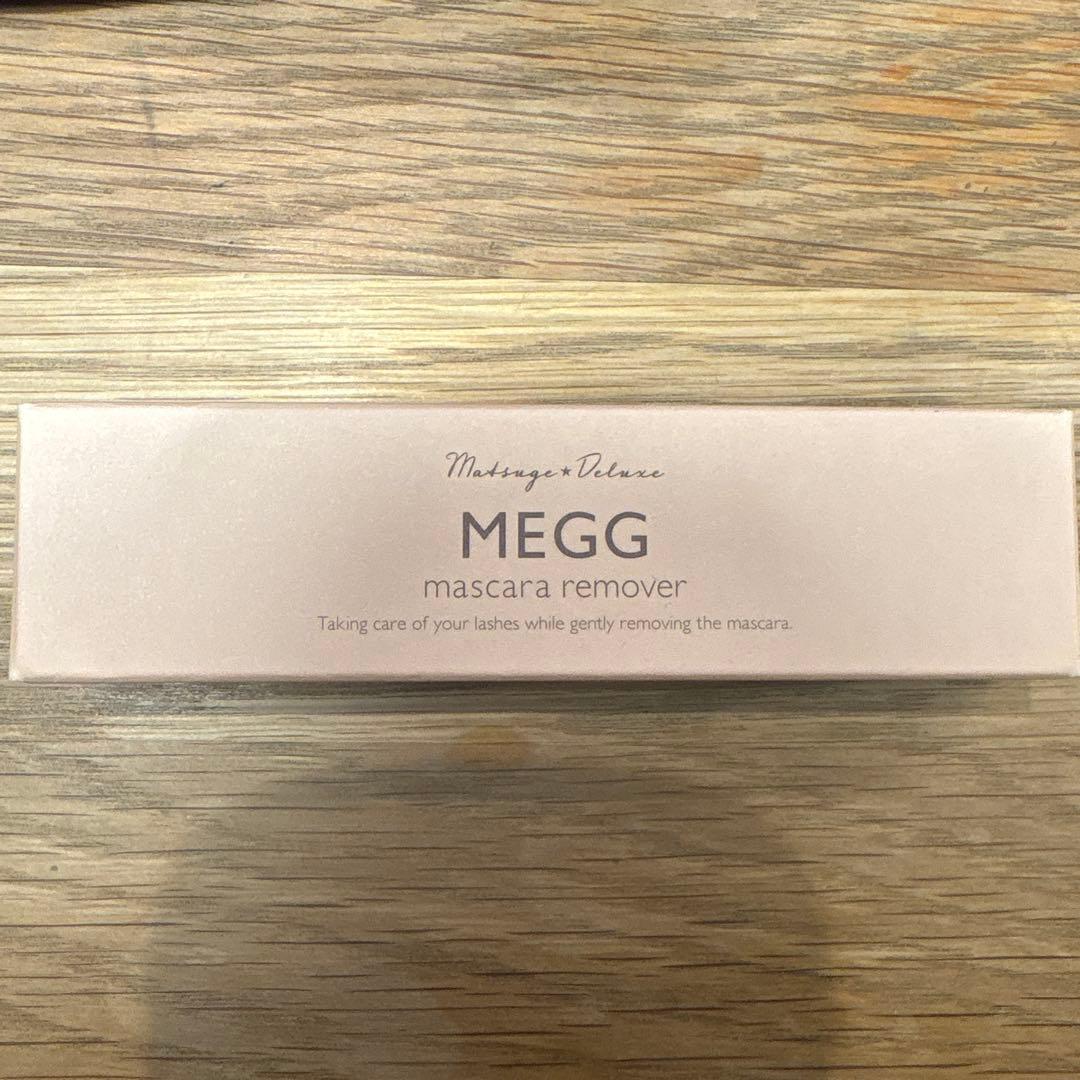 Matsuge★Deluxe
MEGG
mascara remover
Taking care of your lashes while gently removing the mascara.